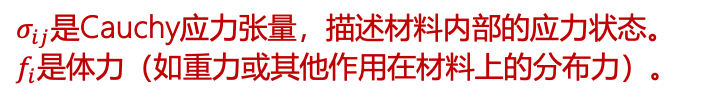 σᵢⱼ是Cauchy应力张量，描述材料内部的应力状态。
fᵢ是体力（如重力或其他作用在材料上的分布力）。